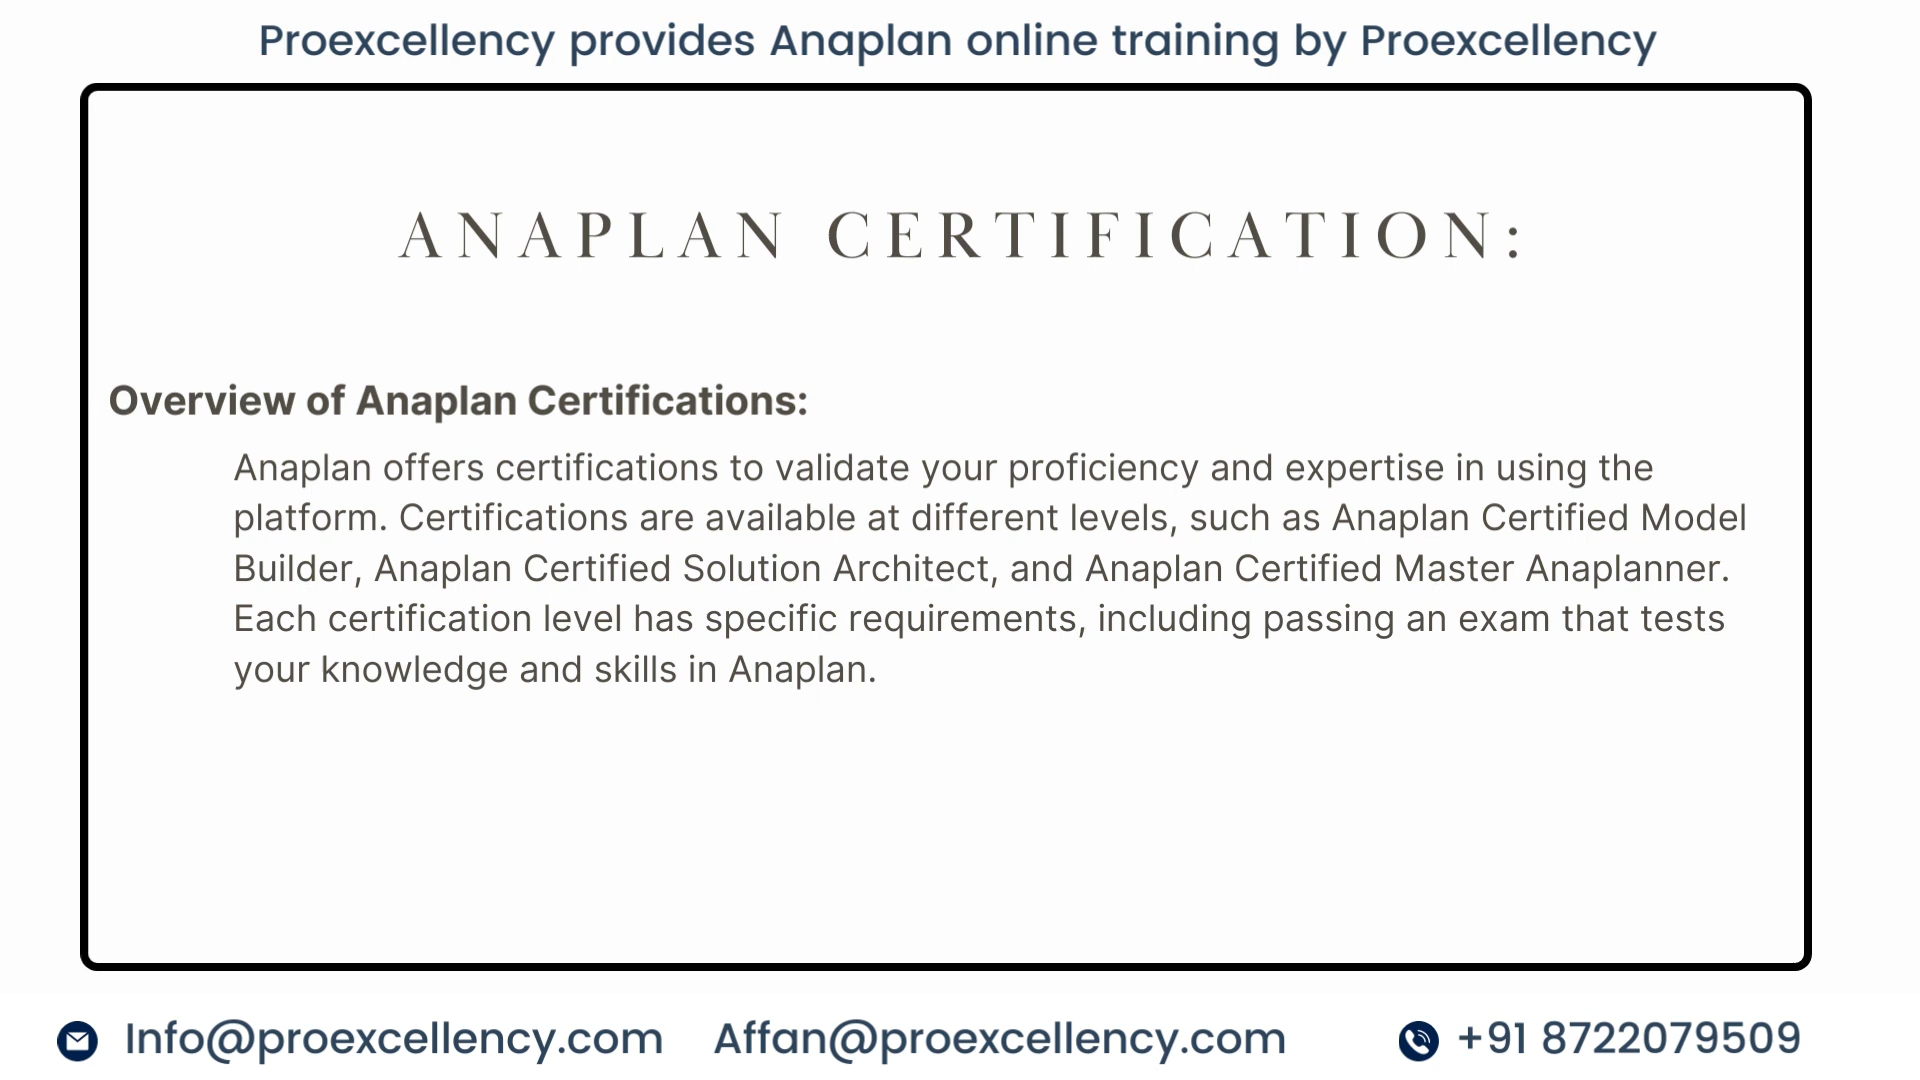 Proexcellency provides Anaplan online training by Proexcellency
ANAPLAN CERTIFICATION:
Overview of Anaplan Certifications:
Anaplan offers certifications to validate your proficiency and expertise in using the
platform. Certifications are available at different levels, such as Anaplan Certified Model
Builder, Anaplan Certified Solution Architect, and Anaplan Certified Master Anaplanner.
Each certification level has specific requirements, including passing an exam that tests
your knowledge and skills in Anaplan.
Info@proexcellency.com Affan@proexcellency.com +91 8722079509